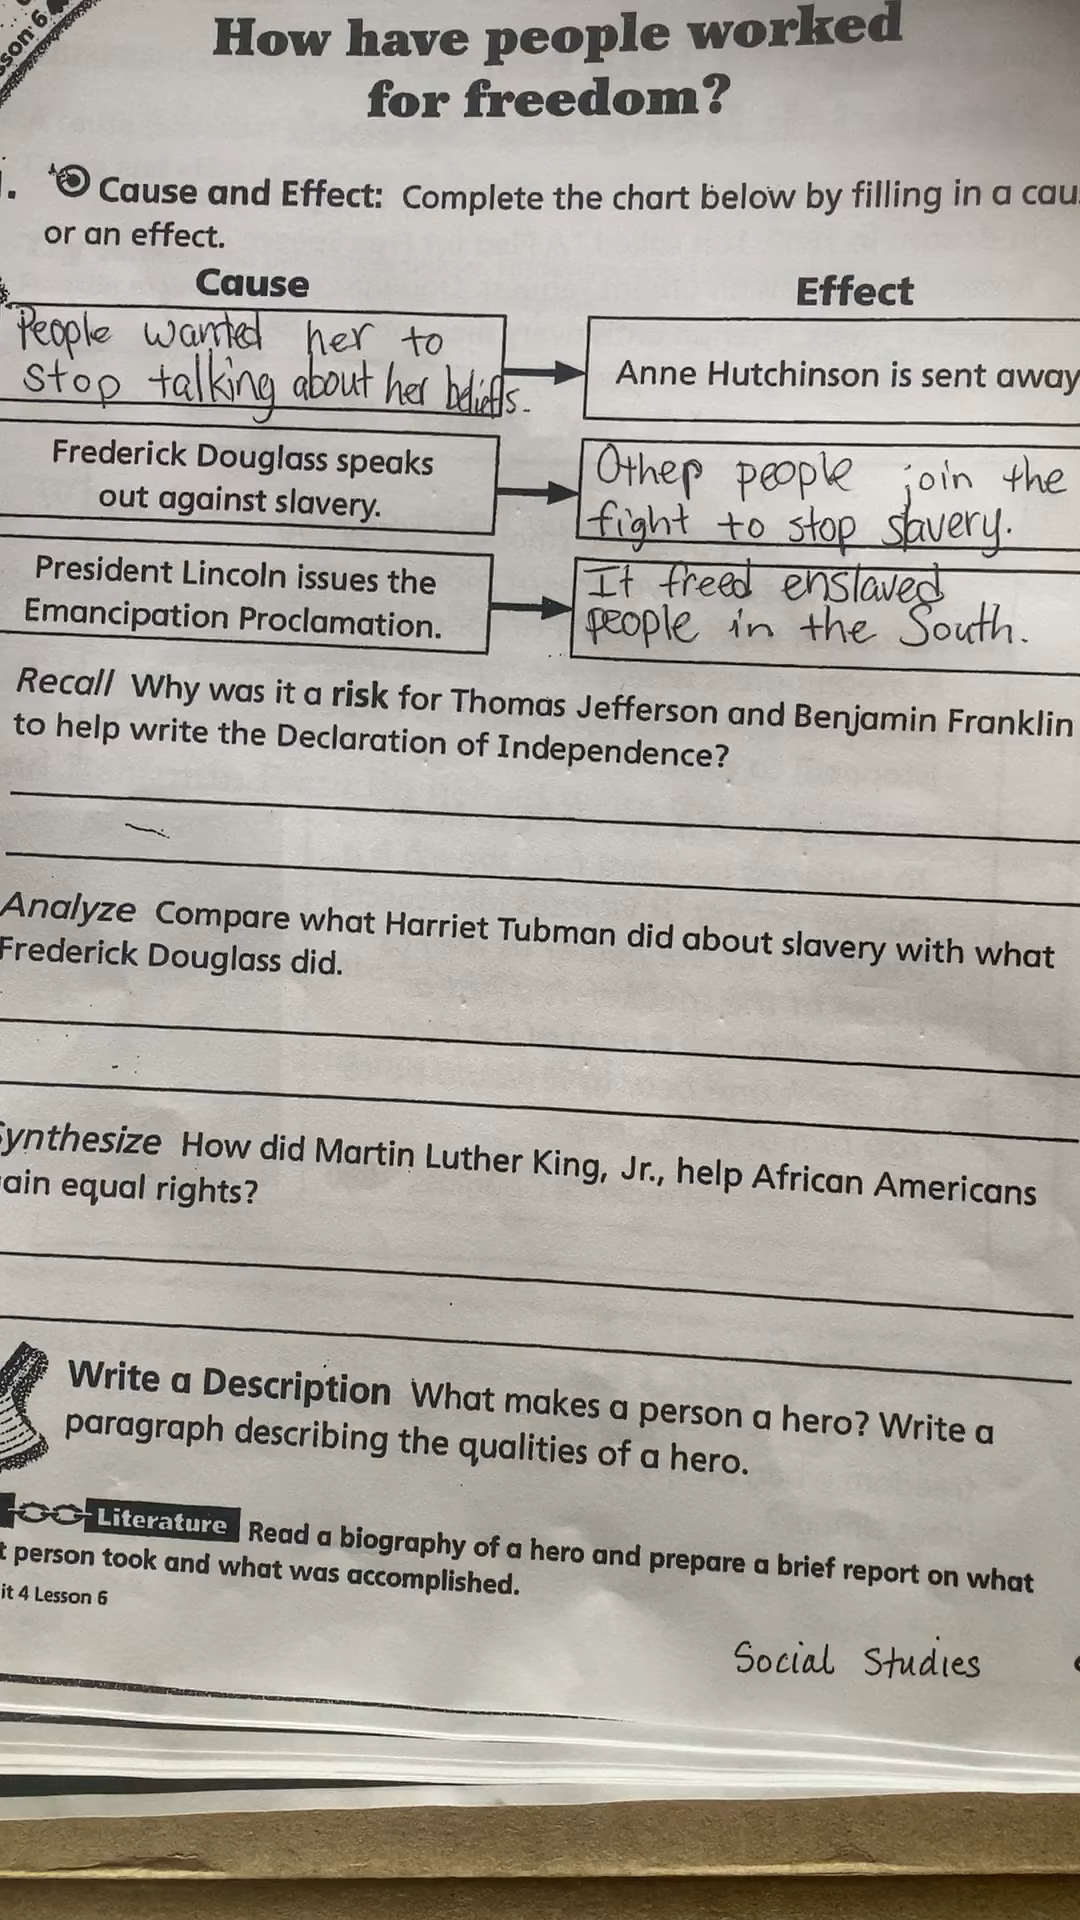 How have people worked
for freedom?
Cause and Effect: Complete the chart below by filling in a cau
or an effect.
Cause
Effect
People wanted her to
stop talking about her beliefs.
Anne Hutchinson is sent away
Frederick Douglass speaks
out against slavery.
Other people join the
fight to stop slavery.
President Lincoln issues the
Emancipation Proclamation.
It freed enslaved
people in the South.
Recall Why was it a risk for Thomas Jefferson and Benjamin Franklin
to help write the Declaration of Independence?
Analyze Compare what Harriet Tubman did about slavery with what
Frederick Douglass did.
ynthesize How did Martin Luther King, Jr., help African Americans
ain equal rights?
Write a Description What makes a person a hero? Write a
paragraph describing the qualities of a hero.
Literature Read a biography of a hero and prepare a brief report on what
t person took and what was accomplished.
it 4 Lesson 6
Social Studies